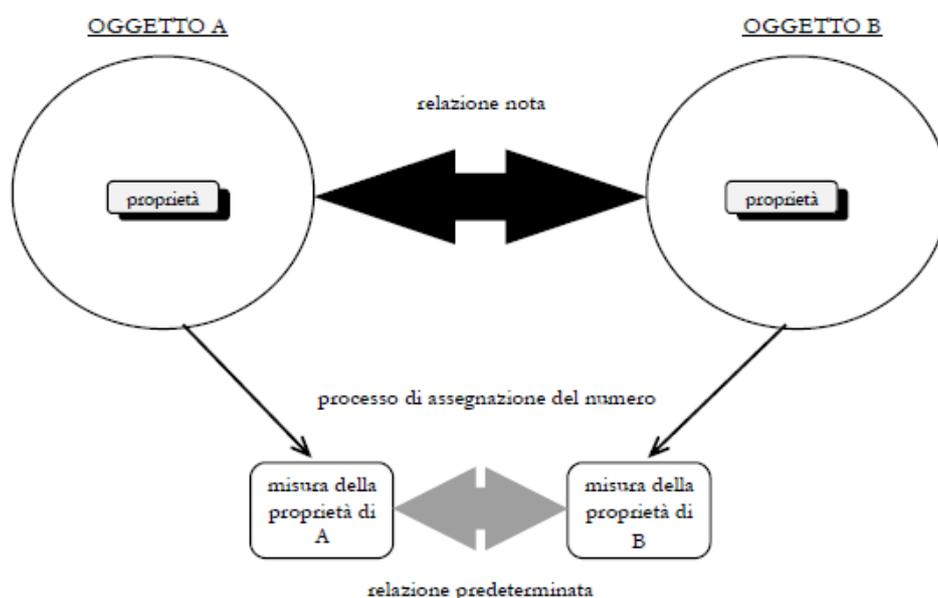 OGGETTO A
OGGETTO B
relazione nota
proprietà
proprietà
processo di assegnazione del numero
misura della
proprietà di
A
misura della
proprietà di
B
relazione predeterminata